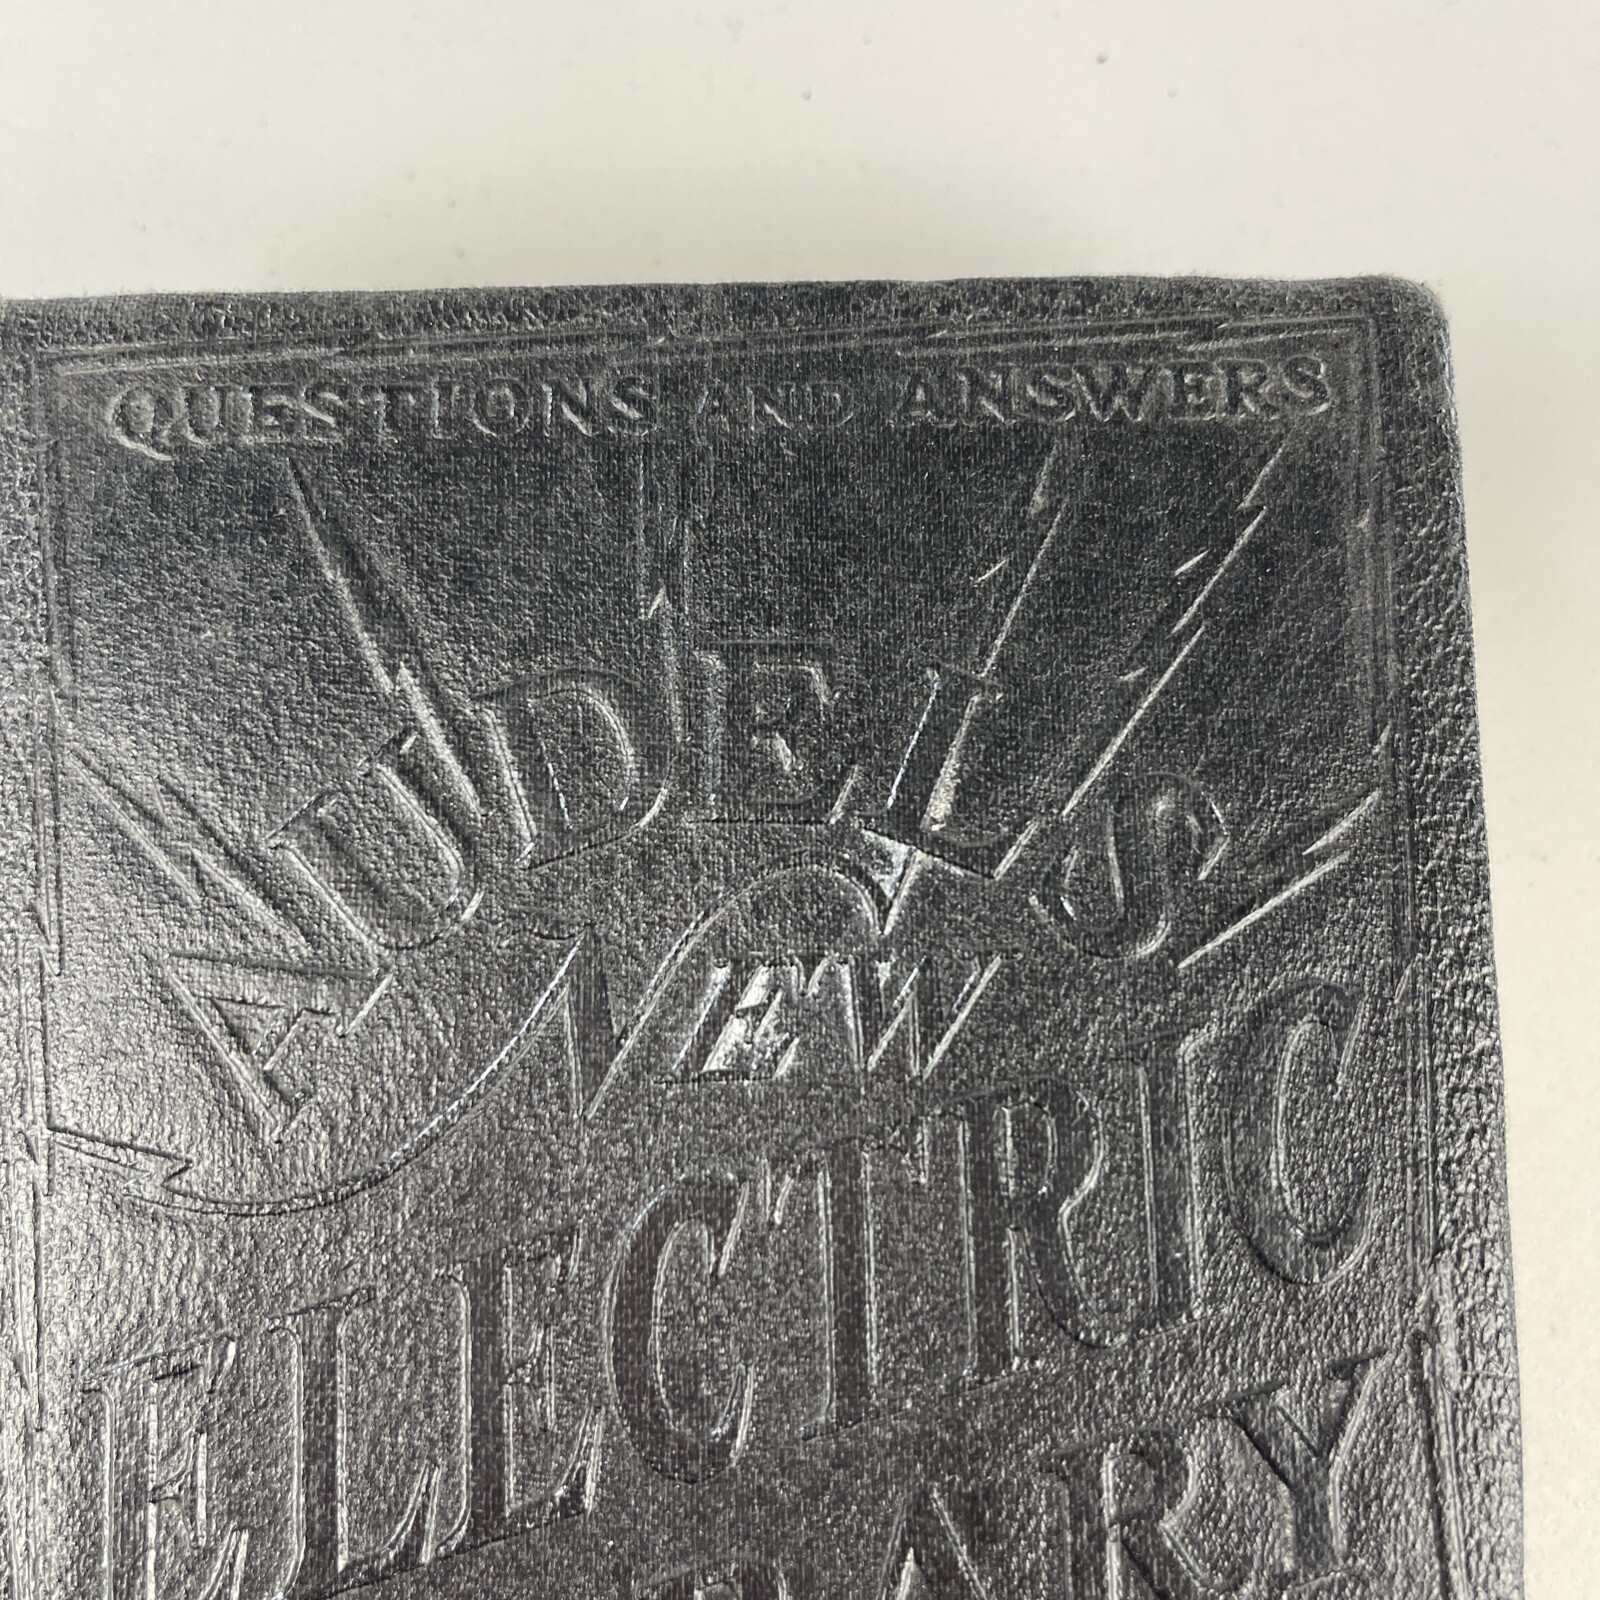 QUESTIONS AND ANSWERS
AUDELS
NEW
ELECTRIC